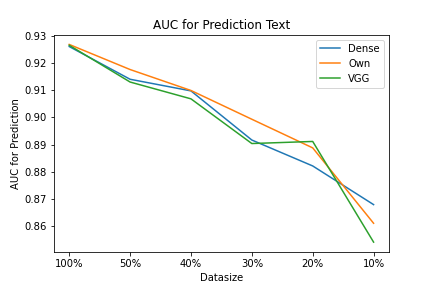 AUC for Prediction Text
Dense
Own
VGG
AUC for Prediction
0.93
0.92
0.91
0.90
0.89
0.88
0.87
0.86
100% 50% 40% 30% 20% 10%
Datasize